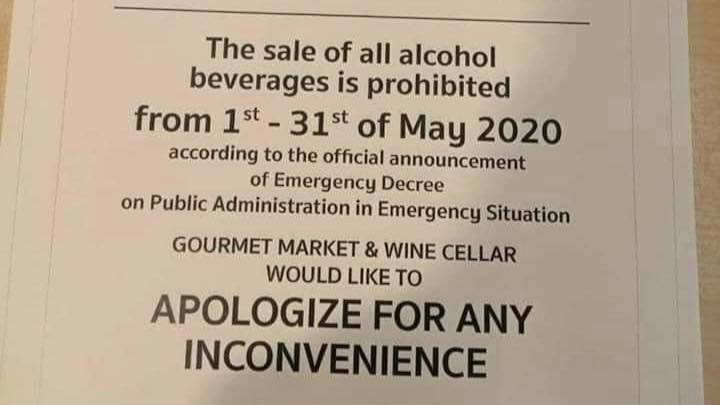 The sale of all alcohol
beverages is prohibited
from 1st - 31st of May 2020
according to the official announcement
of Emergency Decree
on Public Administration in Emergency Situation
GOURMET MARKET & WINE CELLAR
WOULD LIKE TO
APOLOGIZE FOR ANY
INCONVENIENCE